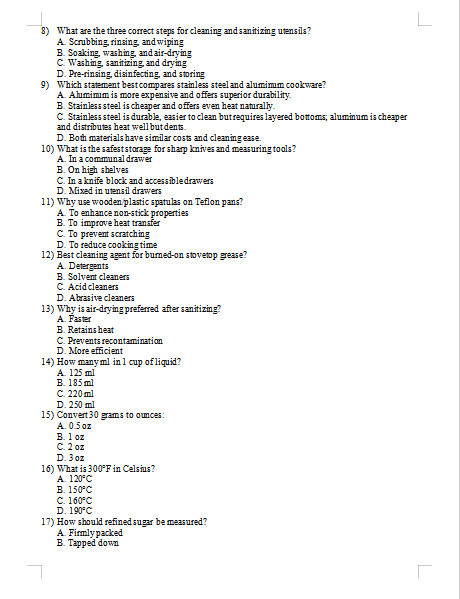 8) What are the three correct steps for cleaning and sanitizing utensils?
A. Scrubbing, rinsing, and wiping
B. Soaking, washing, and air-drying
C. Washing, sanitizing, and drying
D. Pre-rinsing, disinfecting, and storing
9) Which statement best compares stainless steel and aluminum cookware?
A. Aluminum is more expensive and offers superior durability.
B. Stainless steel is cheaper and offers even heat naturally.
C. Stainless steel is durable, easier to clean but requires layered bottoms; aluminum is cheaper
and distributes heat well but dents.
D. Both materials have similar costs and cleaning ease.
10) What is the safest storage for sharp knives and measuring tools?
A. In a communal drawer
B. On high shelves
C. In a knife block and accessible drawers
D. Mixed in utensil drawers
11) Why use wooden/plastic spatulas on Teflon pans?
A. To enhance non-stick properties
B. To improve heat transfer
C. To prevent scratching
D. To reduce cooking time
12) Best cleaning agent for burned-on stovetop grease?
A. Detergents
B. Solvent cleaners
C. Acid cleaners
D. Abrasive cleaners
13) Why is air-drying preferred after sanitizing?
A. Faster
B. Retains heat
C. Prevents recontamination
D. More efficient
14) How many ml in 1 cup of liquid?
A. 125 ml
B. 185 ml
C. 220 ml
D. 250 ml
15) Convert 30 grams to ounces:
A. 0.5 oz
B. 1 oz
C. 2 oz
D. 3 oz
16) What is 300°F in Celsius?
A. 120°C
B. 150°C
C. 160°C
D. 190°C
17) How should refined sugar be measured?
A. Firmly packed
B. Tapped down